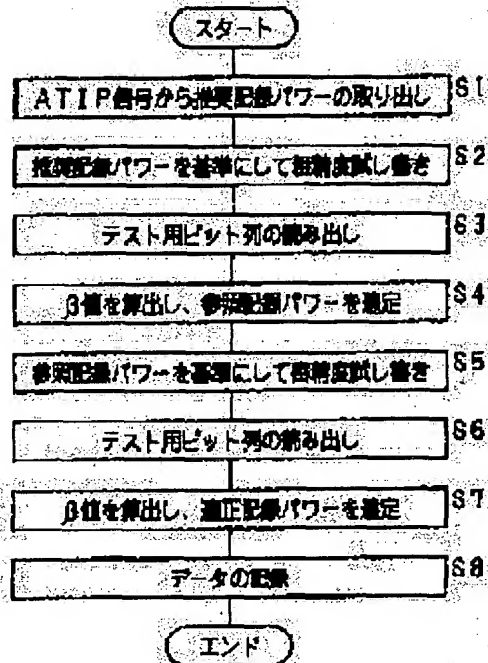 スタート
ATIP信号から推奨記録パワーの取り出し S1
推奨記録パワーを基準にして粗精度試し書き S2
テスト用ピット列の読み出し S3
β値を算出し、参照記録パワーを選定 S4
参照記録パワーを基準にして密精度試し書き S5
テスト用ピット列の読み出し S6
β値を算出し、適正記録パワーを選定 S7
データの記録 S8
エンド